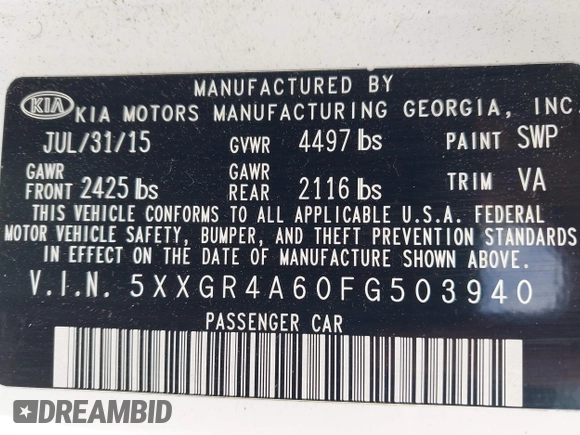 MANUFACTURED BY
KIA KIA MOTORS MANUFACTURING GEORGIA, INC
JUL/31/15 GVWR 4497 lbs PAINT SWP
GAWR FRONT 2425 lbs GAWR REAR 2116 lbs TRIM VA
THIS VEHICLE CONFORMS TO ALL APPLICABLE U.S.A. FEDERAL
MOTOR VEHICLE SAFETY, BUMPER, AND THEFT PREVENTION STANDARDS
IN EFFECT ON THE DATE OF MANUFACTURE SHOWN ABOVE.
V.I.N. 5XXGR4A60FG503940
PASSENGER CAR
DREAMBID